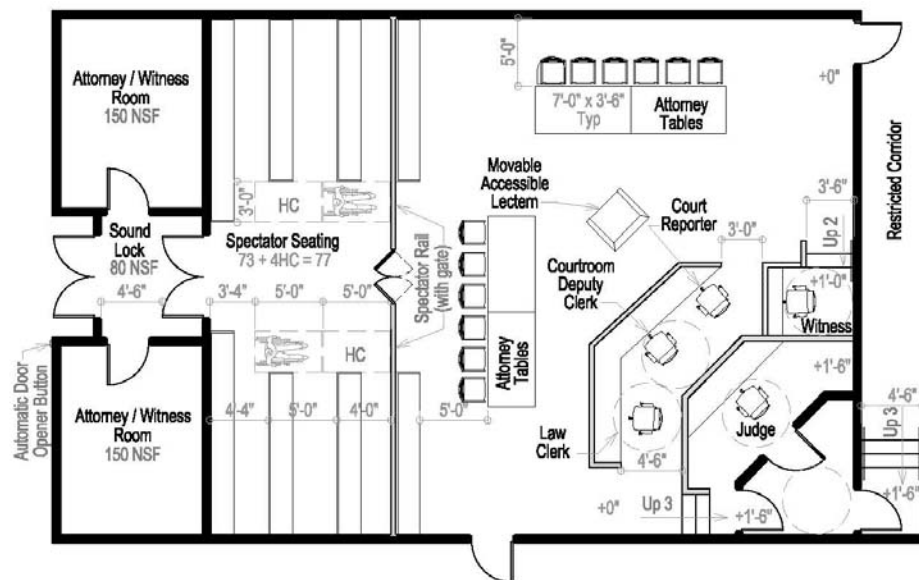 Attorney / Witness
Room
150 NSF
5'-0"
7'-0" x 3'-6"
Typ
Attorney
Tables
+0"
Restricted Corridor
Movable
Accessible
Lectern
3'-0"
HC
Court
Reporter
3'-0"
3'-6"
Up 2
Sound
Lock
80 NSF
4'-6"
Spectator Seating
73 + 4HC = 77
3'-4"
5'-0"
5'-0"
Spectator Rail
(with gate)
Courtroom
Deputy
Clerk
+1'-0"
Witness
HC
Attorney
Tables
+1'-6"
Automatic Door
Opener Button
Attorney / Witness
Room
150 NSF
4'-4"
5'-0"
4'-0"
5'-0"
Law
Clerk
4'-6"
Judge
4'-6"
Up 3
+1'-6"
+0"
Up 3
+1'-6"